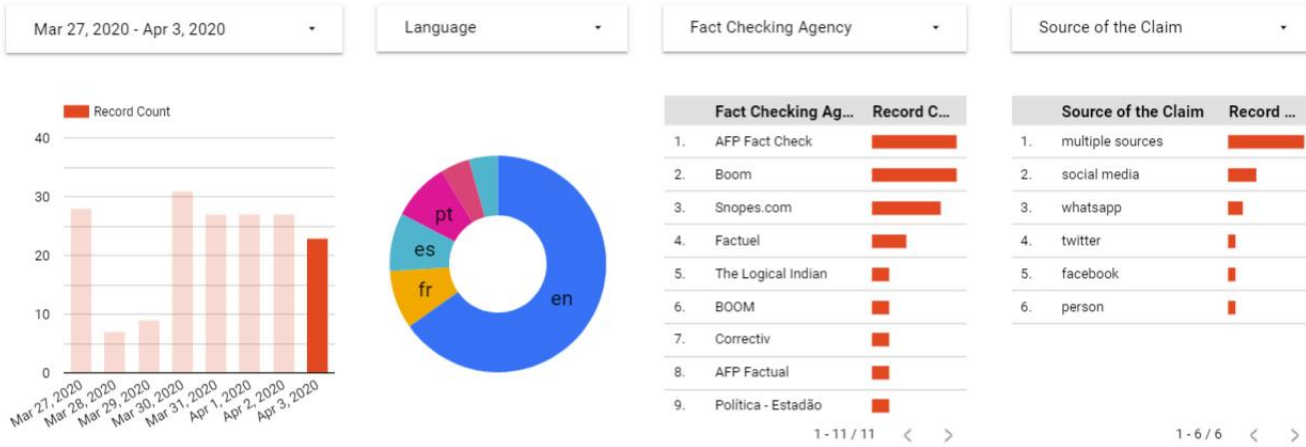 Mar 27, 2020 - Apr 3, 2020
Language
Fact Checking Agency
Source of the Claim
Record Count
40
30
20
10
0
Mar 27, 2020
Mar 28, 2020
Mar 29, 2020
Mar 30, 2020
Mar 31, 2020
Apr 1, 2020
Apr 2, 2020
Apr 3, 2020
pt
es
fr
en
Fact Checking Ag... Record C...
1. AFP Fact Check
2. Boom
3. Snopes.com
4. Factuel
5. The Logical Indian
6. BOOM
7. Correctiv
8. AFP Factual
9. Política - Estadão
1 - 11 / 11
Source of the Claim Record ...
1. multiple sources
2. social media
3. whatsapp
4. twitter
5. facebook
6. person
1 - 6 / 6